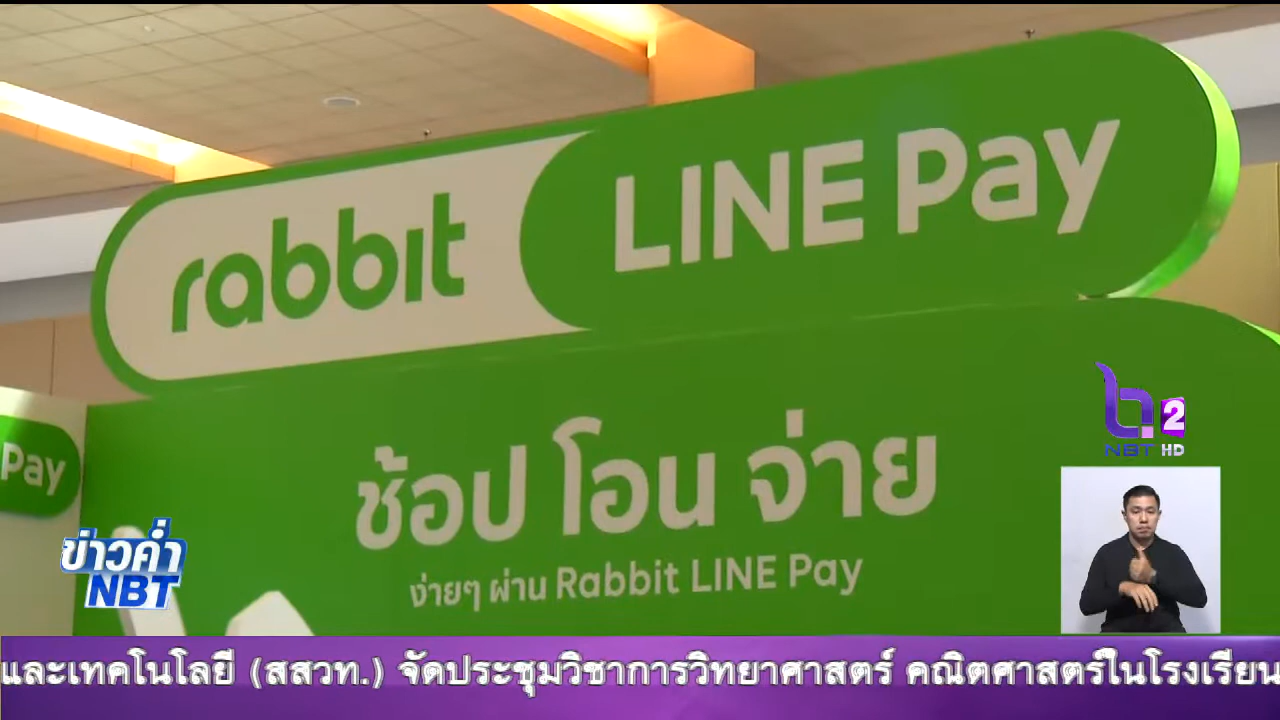 rabbit LINE Pay
ช้อป โอน จ่าย
ง่ายๆ ผ่าน Rabbit LINE Pay
Pay
2
NBT HD
ข่าวค่ำ
NBT
และเทคโนโลยี (สสวท.) จัดประชุมวิชาการวิทยาศาสตร์ คณิตศาสตร์ในโรงเรียน